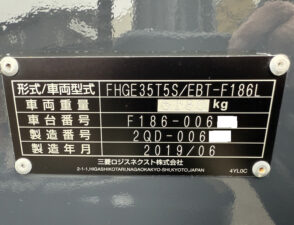 形式/車両型式 FHGE35T5S/EBT-F186L
車両重量 kg
車台番号 F186-006
製造番号 2QD-006
製造年月 2019/06
三菱ロジスネクスト株式会社
2-1-1,HIGASHIKOTARI,NAGAOKAKYO-SHI,KYOTO,JAPAN
4YL0C